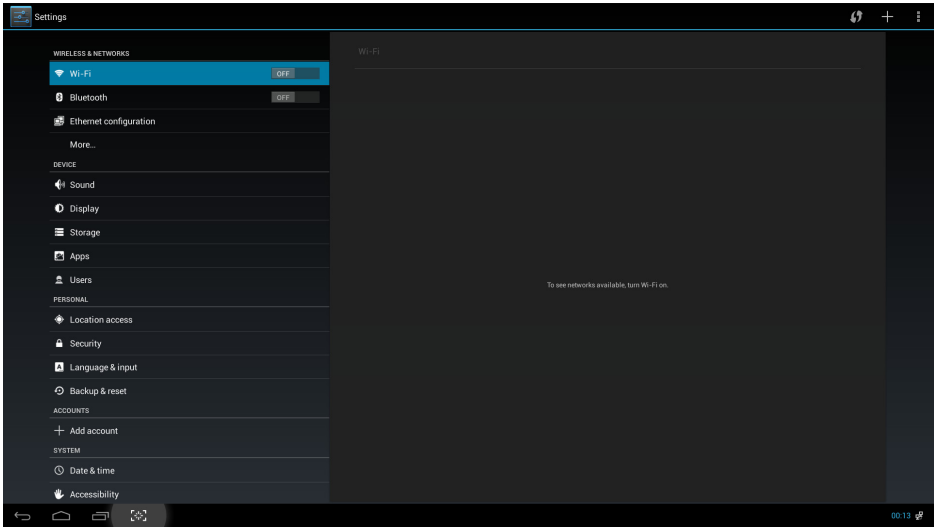 Settings
WIRELESS & NETWORKS
Wi-Fi
OFF
Bluetooth
OFF
Ethernet configuration
More...
DEVICE
Sound
Display
Storage
Apps
Users
PERSONAL
Location access
Security
A Language & input
Backup & reset
ACCOUNTS
Add account
SYSTEM
Date & time
Accessibility
Wi-Fi
To see networks available, turn Wi-Fi on.
00:13